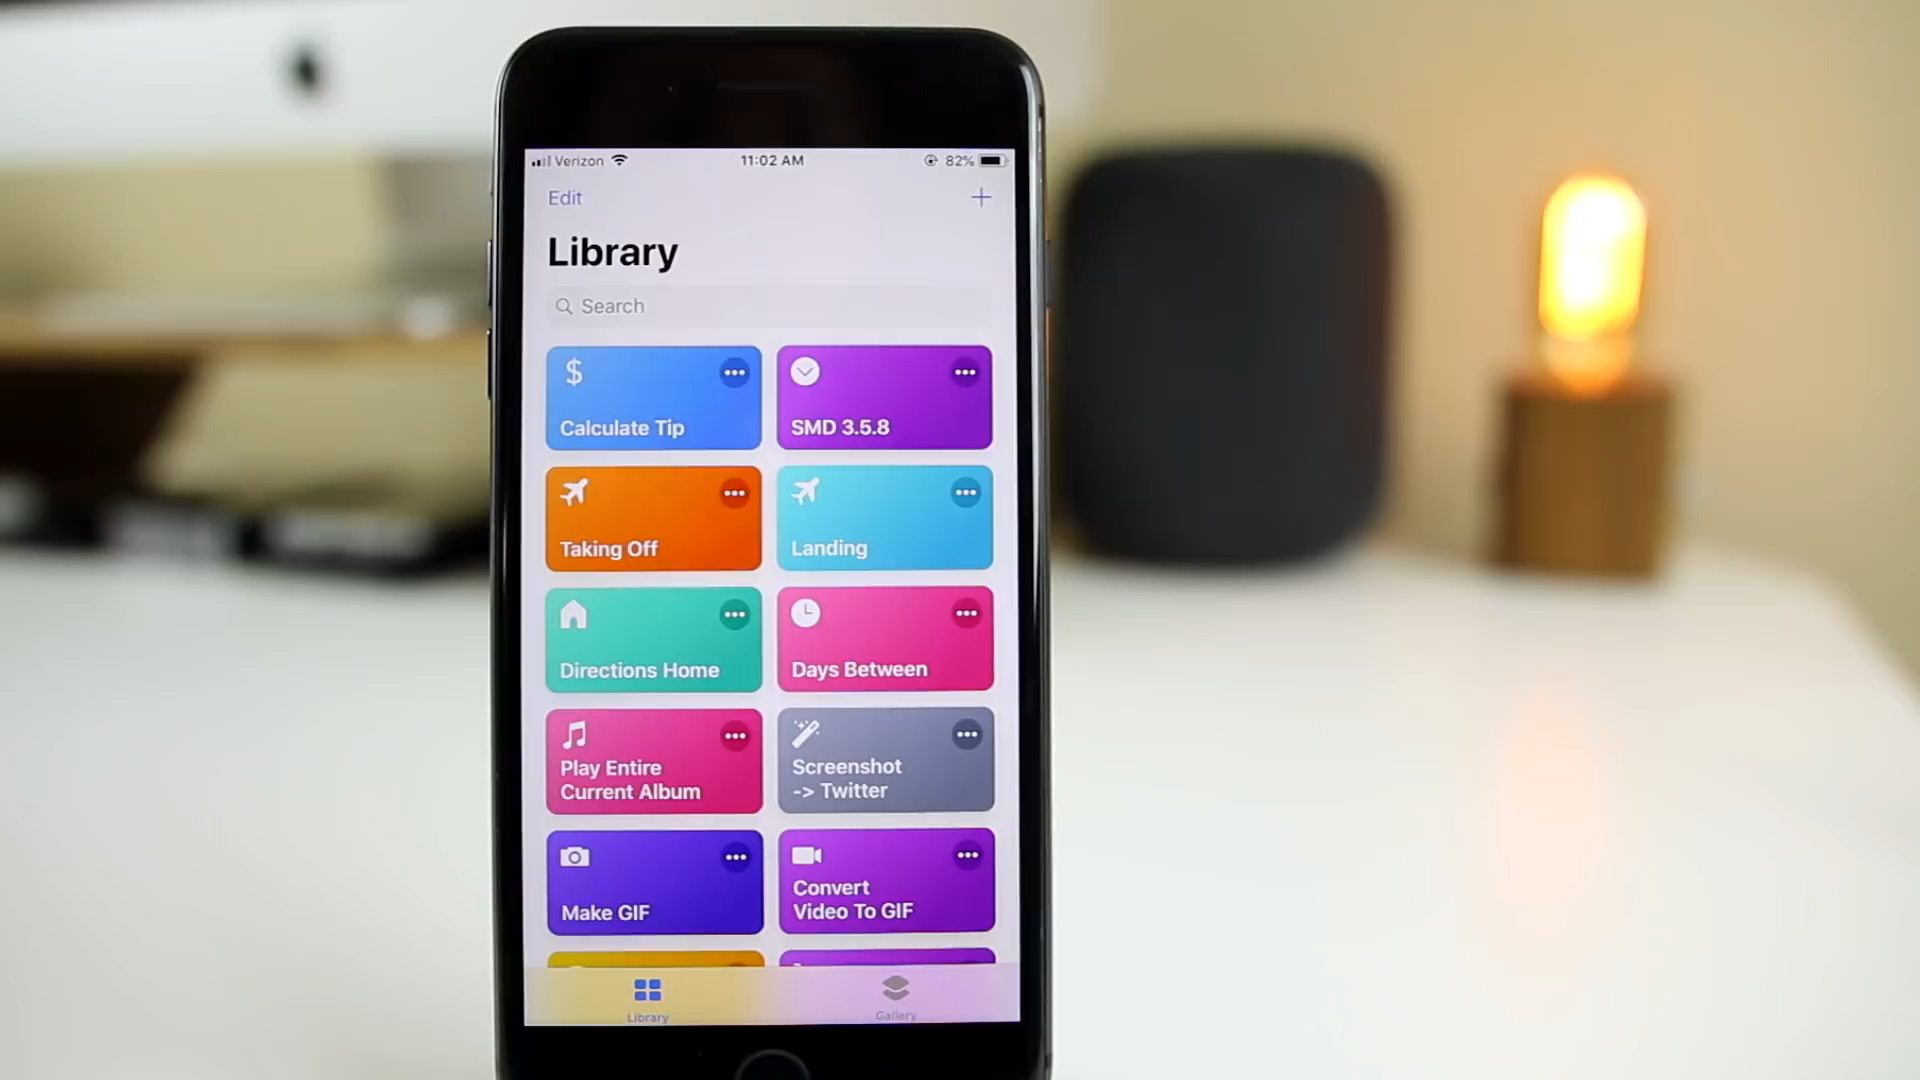 Verizon 11:02 AM 82%
Edit
Library
Search
Calculate Tip
SMD 3.5.8
Taking Off
Landing
Directions Home
Days Between
Play Entire
Current Album
Screenshot
-> Twitter
Make GIF
Convert
Video To GIF
Library
Gallery